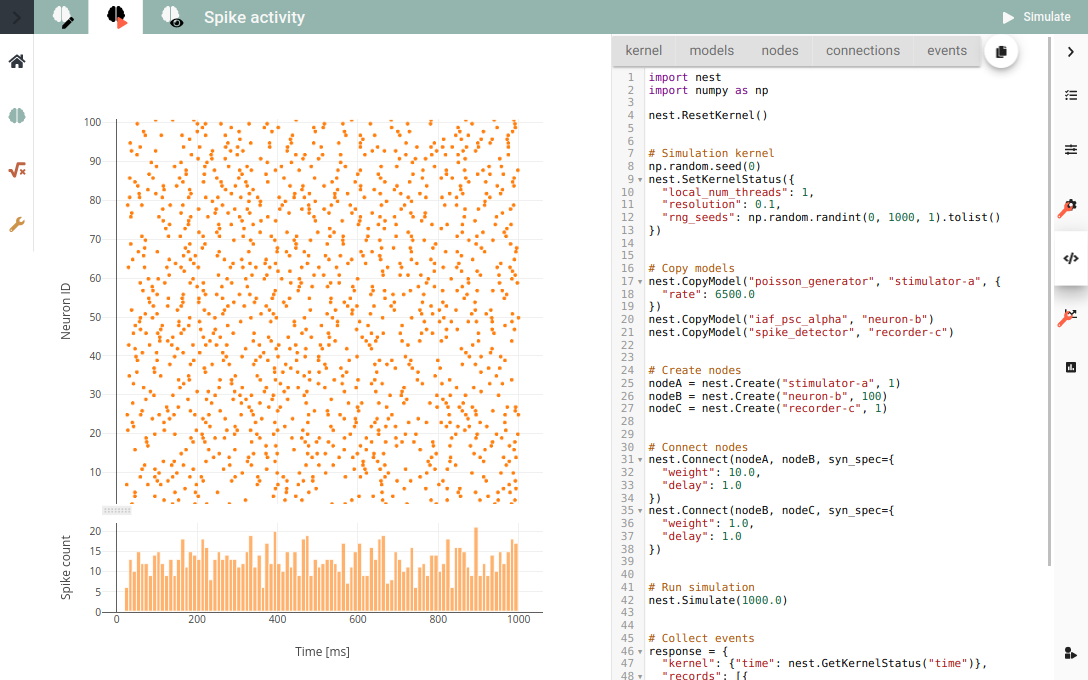 Spike activity
Simulate
Neuron ID
100
90
80
70
60
50
40
30
20
10
Spike count
20
15
10
5
0
0 200 400 600 800 1000
Time [ms]
kernel models nodes connections events
1 import nest
2 import numpy as np
3
4 nest.ResetKernel()
5
6
7 # Simulation kernel
8 np.random.seed(0)
9 nest.SetKernelStatus({
10   "local_num_threads": 1,
11   "resolution": 0.1,
12   "rng_seeds": np.random.randint(0, 1000, 1).tolist()
13 })
14
15
16 # Copy models
17 nest.CopyModel("poisson_generator", "stimulator-a", {
18   "rate": 6500.0
19 })
20 nest.CopyModel("iaf_psc_alpha", "neuron-b")
21 nest.CopyModel("spike_detector", "recorder-c")
22
23
24 # Create nodes
25 nodeA = nest.Create("stimulator-a", 1)
26 nodeB = nest.Create("neuron-b", 100)
27 nodeC = nest.Create("recorder-c", 1)
28
29
30 # Connect nodes
31 nest.Connect(nodeA, nodeB, syn_spec={
32   "weight": 10.0,
33   "delay": 1.0
34 })
35 nest.Connect(nodeB, nodeC, syn_spec={
36   "weight": 1.0,
37   "delay": 1.0
38 })
39
40
41 # Run simulation
42 nest.Simulate(1000.0)
43
44
45 # Collect events
46 response = {
47   "kernel": {"time": nest.GetKernelStatus("time")},
48   "records": [{